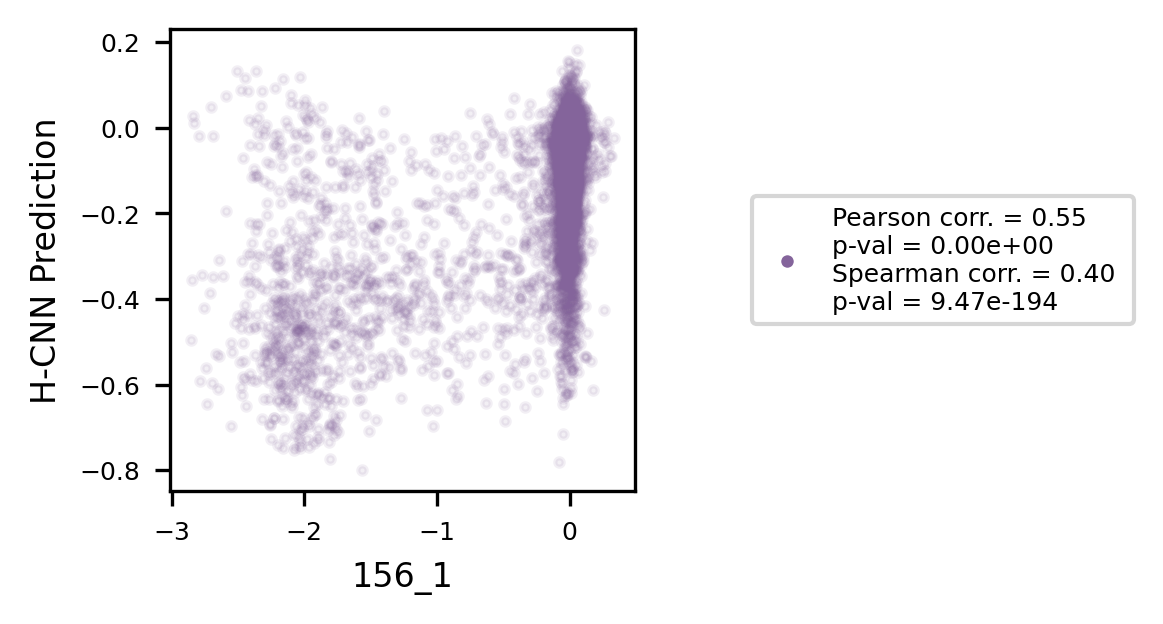 0.2
0.0
−0.2
−0.4
−0.6
−0.8
H-CNN Prediction
−3
−2
−1
0
156_1
Pearson corr. = 0.55
p-val = 0.00e+00
Spearman corr. = 0.40
p-val = 9.47e-194